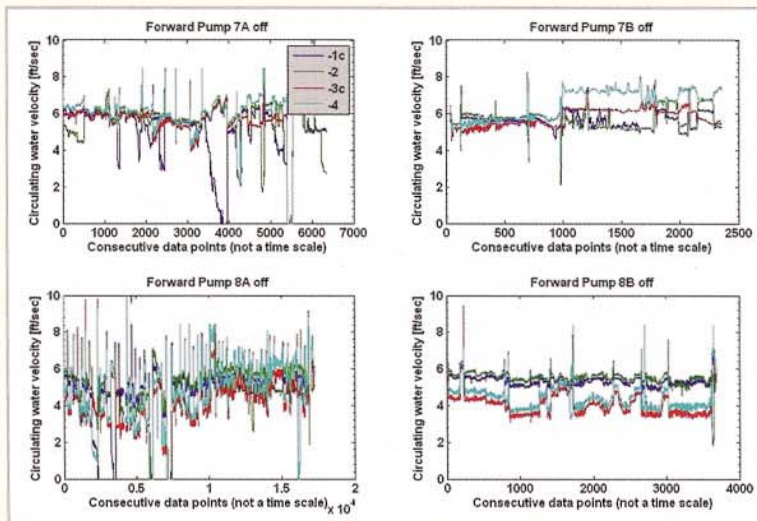 Forward Pump 7A off
Circulating water velocity [ft/sec]
10
8
6
4
2
0
0 1000 2000 3000 4000 5000 6000 7000
Consecutive data points (not a time scale)
-1c
-2
-3c
-4
Forward Pump 7B off
Circulating water velocity [ft/sec]
10
8
6
4
2
0
0 500 1000 1500 2000 2500
Consecutive data points (not a time scale)
Forward Pump 8A off
Circulating water velocity [ft/sec]
10
8
6
4
2
0
0 0.5 1 1.5 2
Consecutive data points (not a time scale) x 10⁴
Forward Pump 8B off
Circulating water velocity [ft/sec]
10
8
6
4
2
0
0 1000 2000 3000 4000
Consecutive data points (not a time scale)